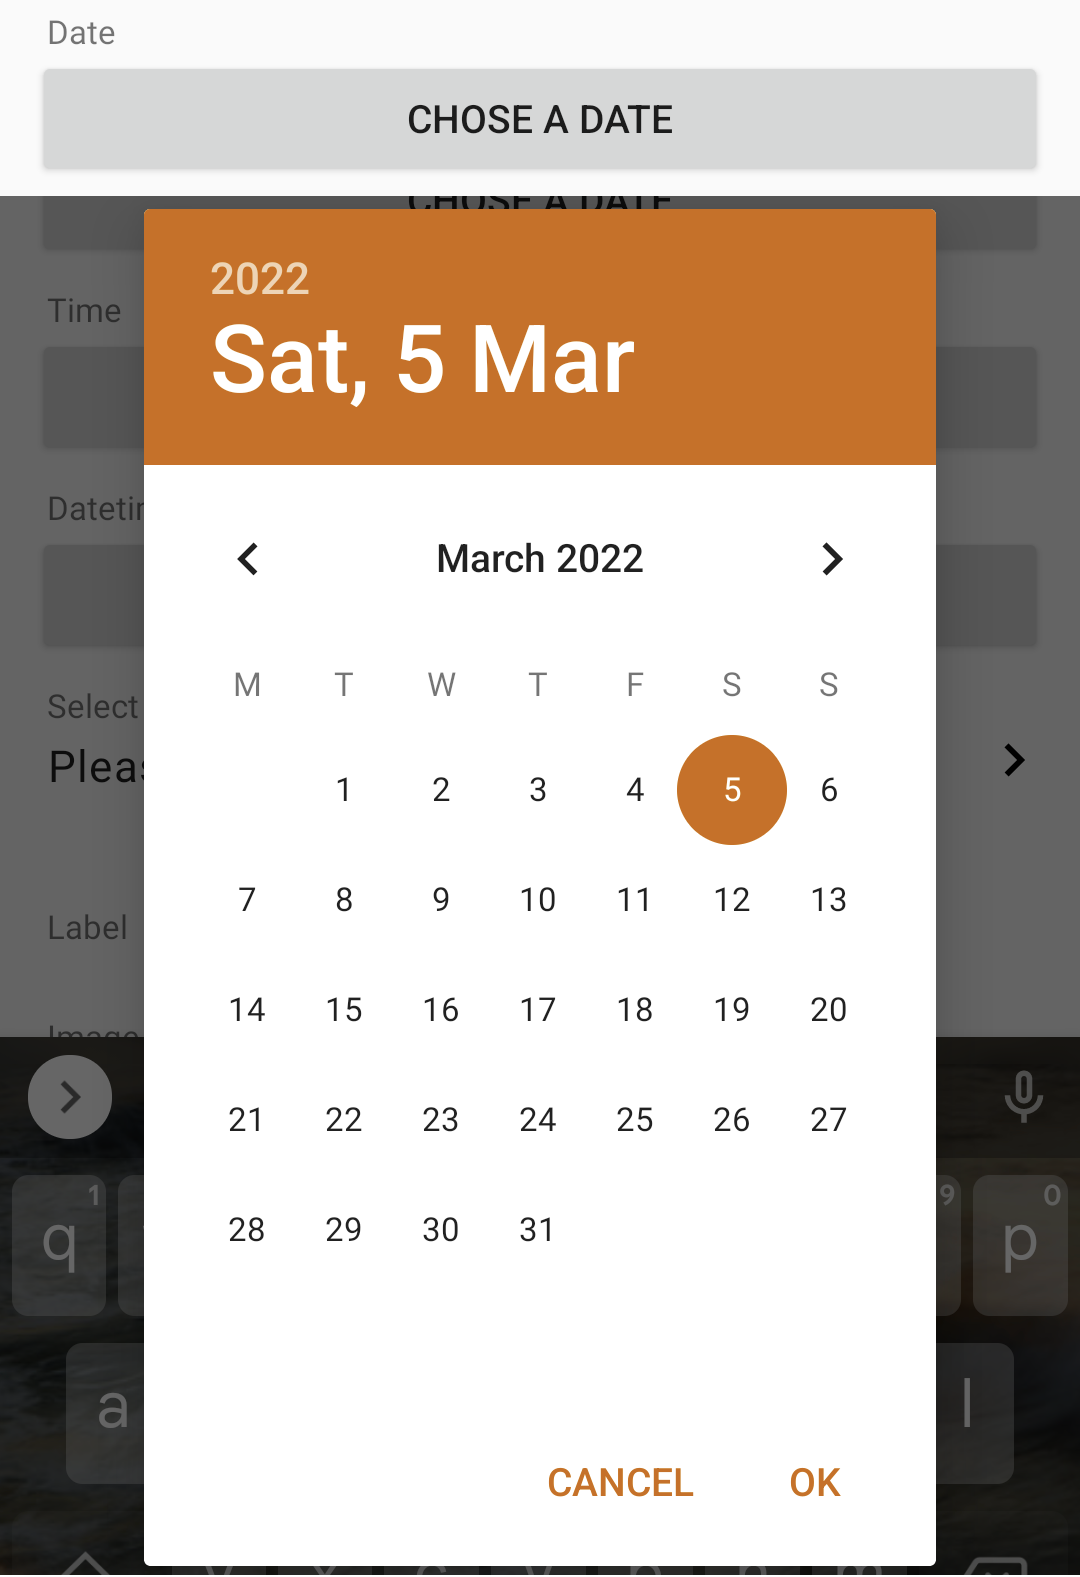 Date
CHOSE A DATE
CHOSE A DATE
2022
Sat, 5 Mar
Time
Select
March 2022
M T W T F S S
1 2 3 4 5 6
7 8 9 10 11 12 13
Label
14 15 16 17 18 19 20
Image
21 22 23 24 25 26 27
28 29 30 31
1 9 0
q p
a l
CANCEL OK